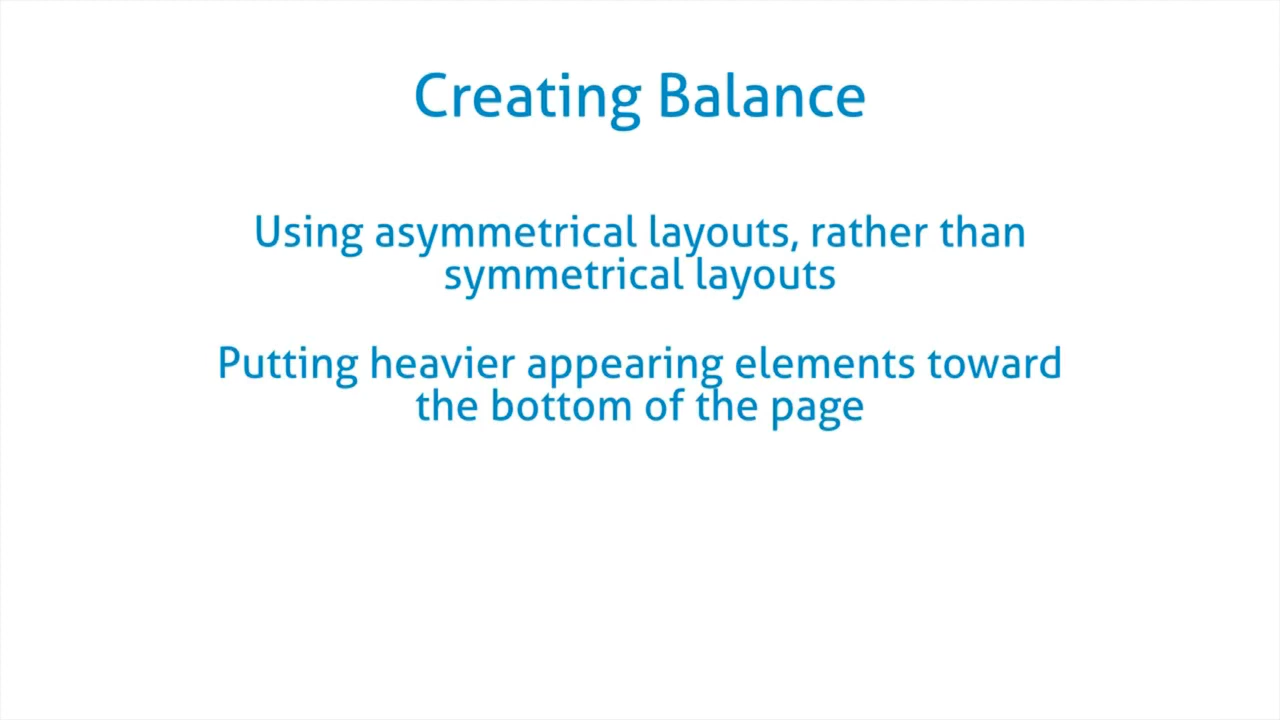 Creating Balance
Using asymmetrical layouts, rather than
symmetrical layouts
Putting heavier appearing elements toward
the bottom of the page